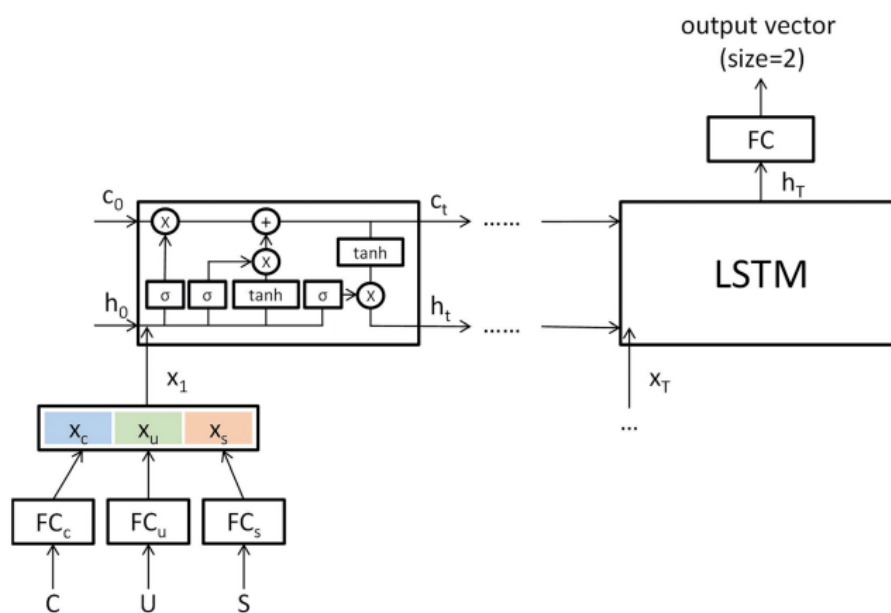 output vector
(size=2)
FC
h_T
c_0
c_t
......
x
+
x
tanh
LSTM
σ
σ
tanh
σ
x
h_0
h_t
......
x_1
x_T
...
x_c
x_u
x_s
FC_c
FC_u
FC_s
C
U
S